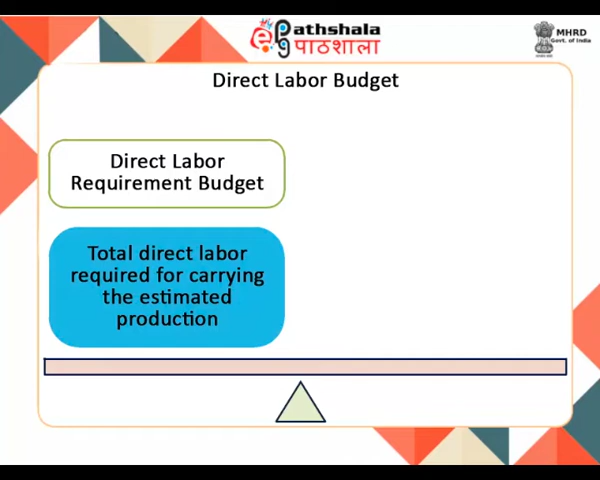 ePathshala
पाठशाला
MHRD
Govt. of India
Direct Labor Budget
Direct Labor
Requirement Budget
Total direct labor
required for carrying
the estimated
production